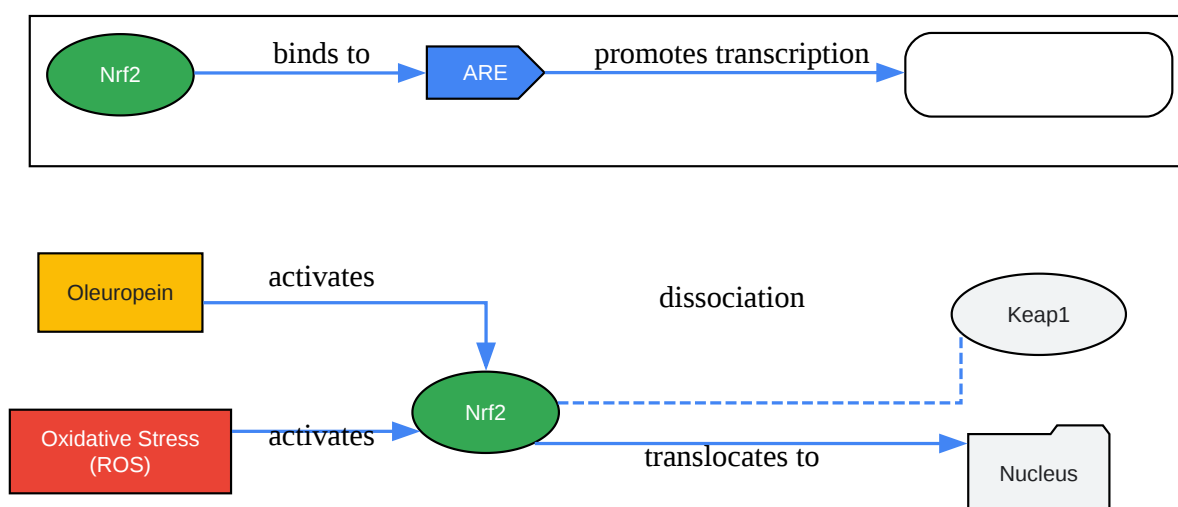 binds to
promotes transcription
Nrf2
ARE
activates
Oleuropein
dissociation
Keap1
Nrf2
Oxidative Stress
(ROS)
activates
translocates to
Nucleus